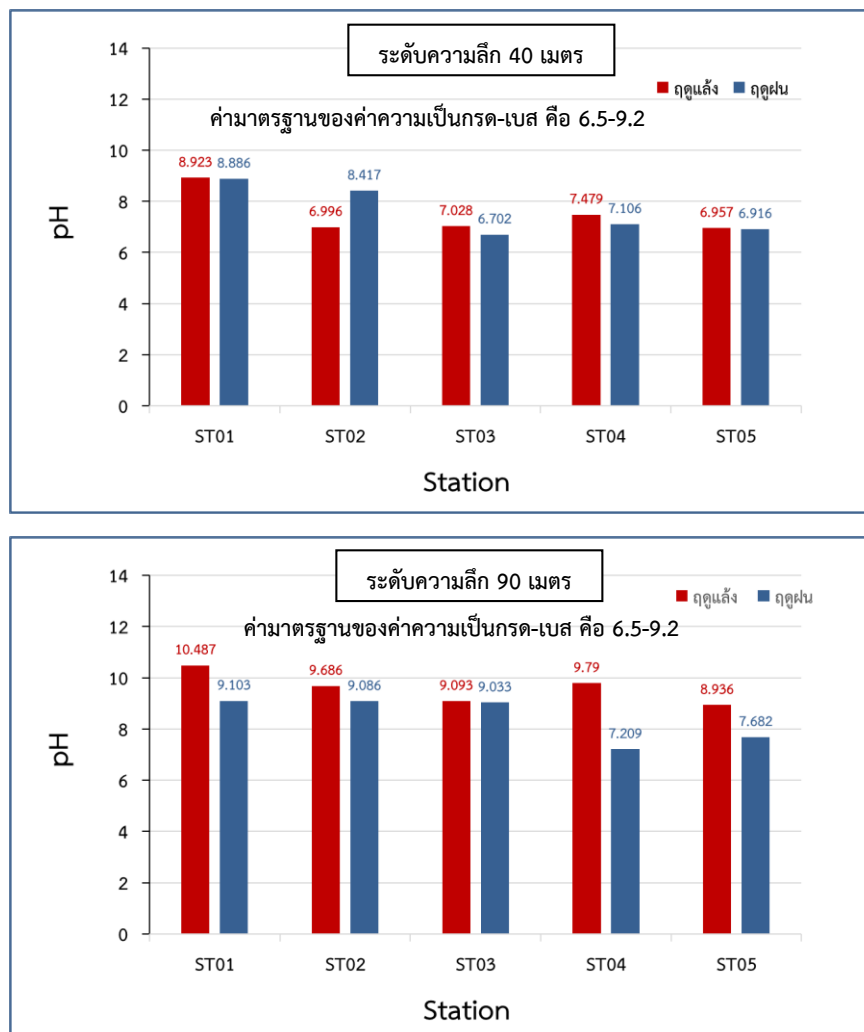 ระดับความลึก 40 เมตร
ฤดูแล้ง ฤดูฝน
ค่ามาตรฐานของค่าความเป็นกรด-เบส คือ 6.5-9.2
pH
14
12
10
8
6
4
2
0
8.923 8.886
6.996 8.417
7.028 6.702
7.479 7.106
6.957 6.916
ST01 ST02 ST03 ST04 ST05
Station
ระดับความลึก 90 เมตร
ฤดูแล้ง ฤดูฝน
ค่ามาตรฐานของค่าความเป็นกรด-เบส คือ 6.5-9.2
pH
14
12
10
8
6
4
2
0
10.487 9.103
9.686 9.086
9.093 9.033
9.79 7.209
8.936 7.682
ST01 ST02 ST03 ST04 ST05
Station